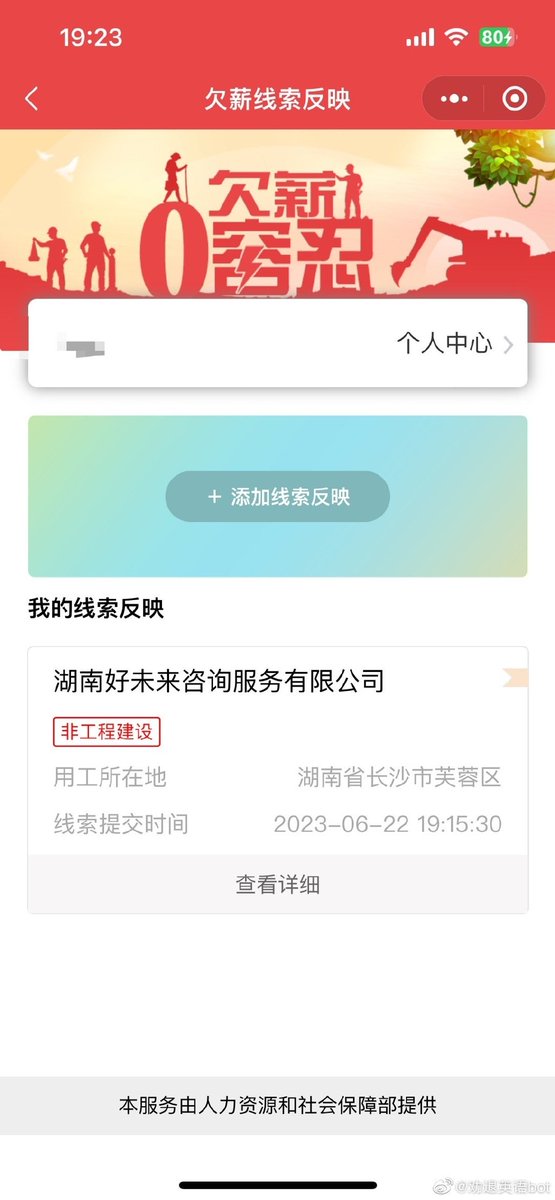 19:23
80
欠薪线索反映
欠薪
0容忍
个人中心
+ 添加线索反映
我的线索反映
湖南好未来咨询服务有限公司
非工程建设
用工所在地 湖南省长沙市芙蓉区
线索提交时间 2023-06-22 19:15:30
查看详细
本服务由人力资源和社会保障部提供
@劝退英语bot